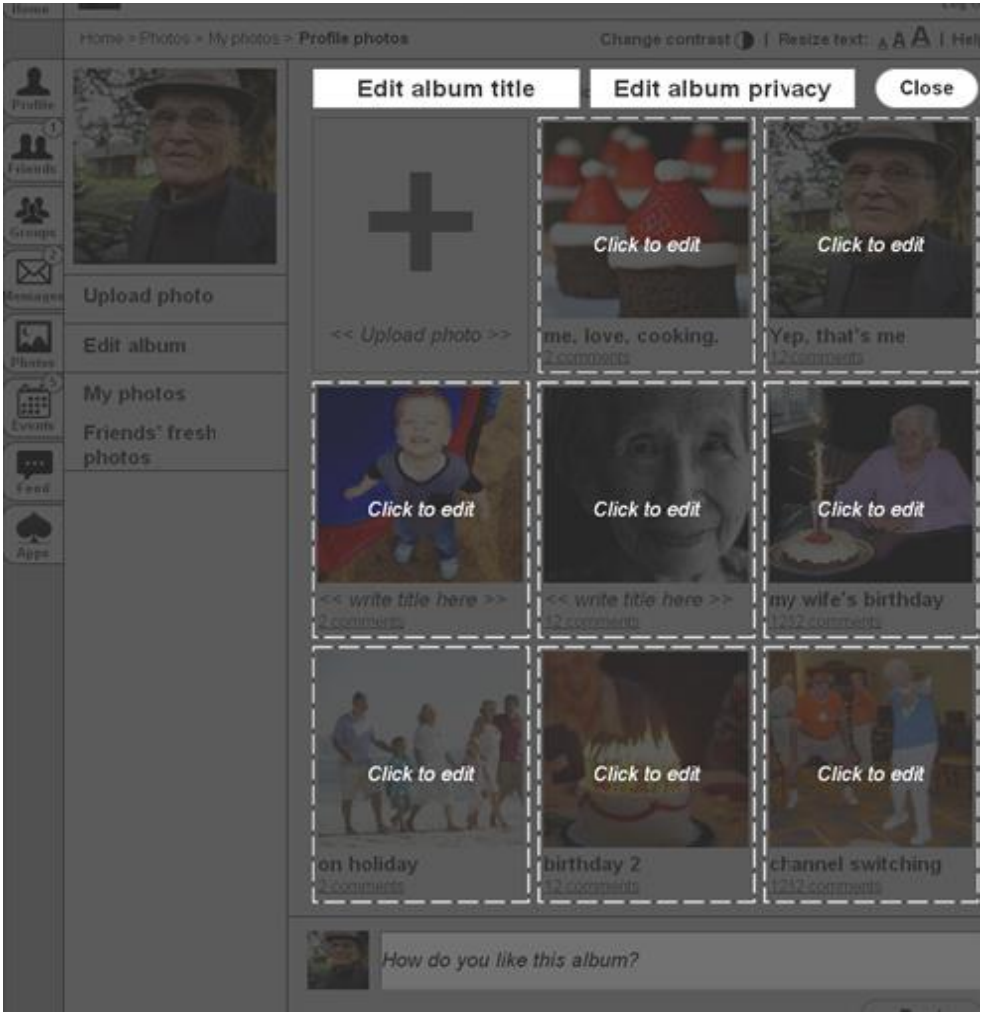 Home
Home > Photos > My photos > Profile photos
Change contrast | Resize text: A A A | Help
Profile
1
Friends
Groups
2
Messages
Photos
Events
Feed
Apps
Upload photo
Edit album
My photos
Friends' fresh
photos
Edit album title
Edit album privacy
Close
<< Upload photo >>
Click to edit
me, love, cooking.
2 comments
Click to edit
Yep, that's me
12 comments
Click to edit
<< write title here >>
2 comments
Click to edit
<< write title here >>
12 comments
Click to edit
my wife's birthday
1212 comments
Click to edit
on holiday
2 comments
Click to edit
birthday 2
12 comments
Click to edit
channel switching
1212 comments
How do you like this album?